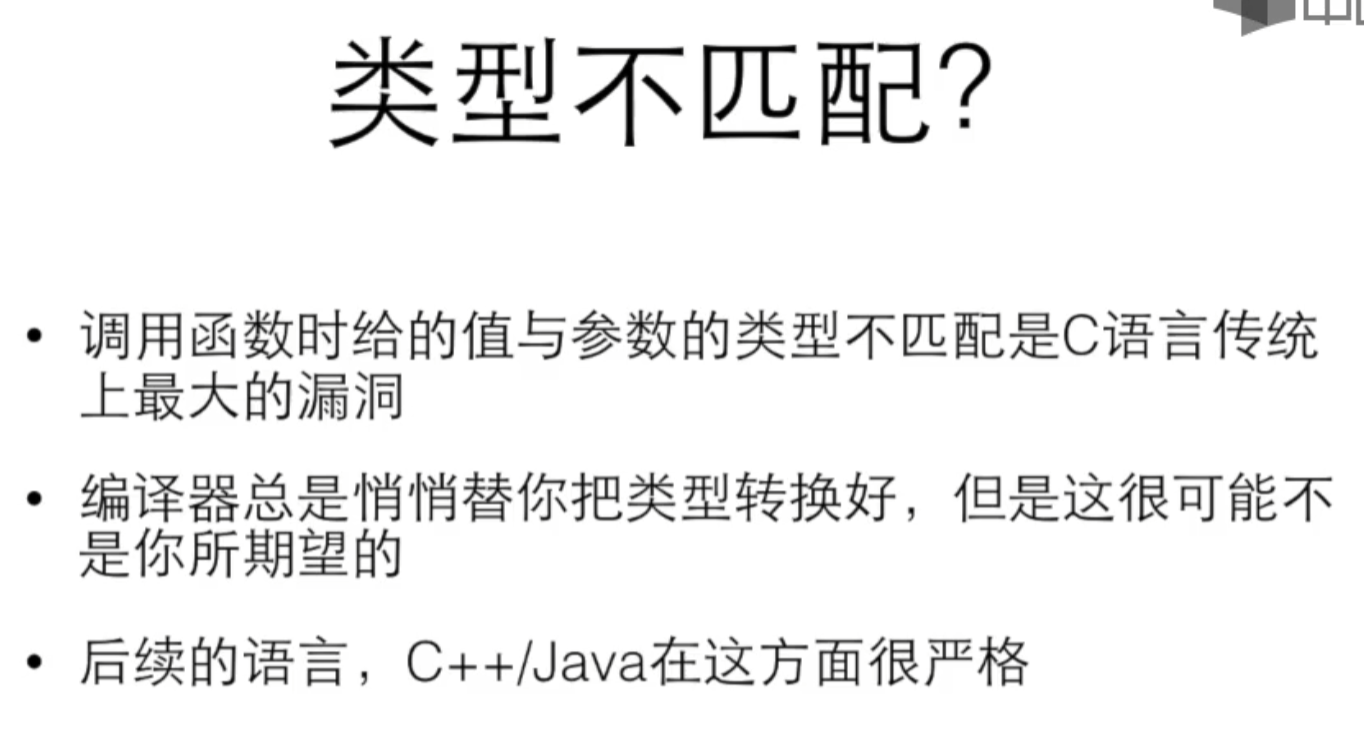 类型不匹配?
• 调用函数时给的值与参数的类型不匹配是C语言传统
上最大的漏洞
• 编译器总是悄悄替你把类型转换好，但是这很可能不
是你所期望的
• 后续的语言，C++/Java在这方面很严格